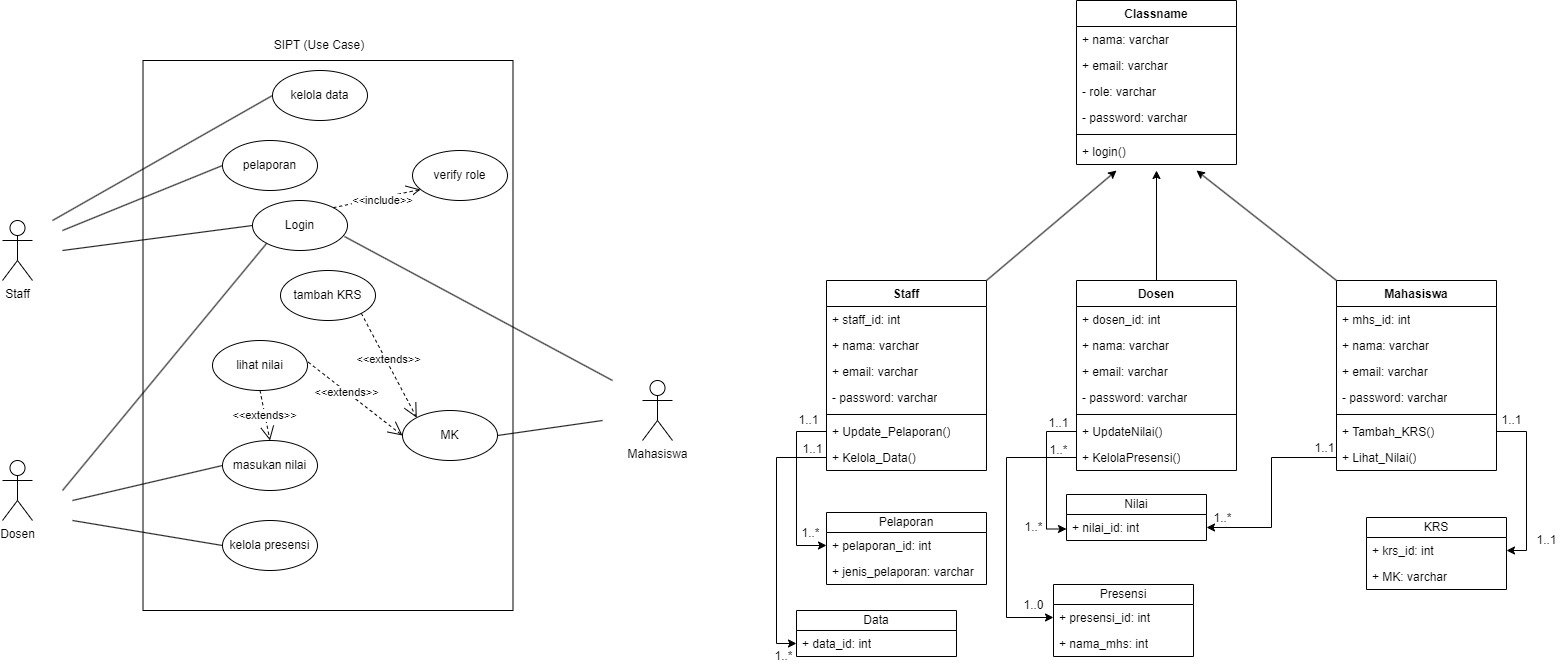 SIPT (Use Case)
kelola data
pelaporan
verify role
<<include>>
Login
Staff
tambah KRS
<<extends>>
lihat nilai
<<extends>>
<<extends>>
MK
Mahasiswa
masukan nilai
Dosen
kelola presensi
Classname
+ nama: varchar
+ email: varchar
- role: varchar
- password: varchar
+ login()
Staff
+ staff_id: int
+ nama: varchar
+ email: varchar
- password: varchar
1..1
+ Update_Pelaporan()
1..1
+ Kelola_Data()
Dosen
+ dosen_id: int
+ nama: varchar
+ email: varchar
- password: varchar
1..1
+ UpdateNilai()
1..*
+ KelolaPresensi()
Mahasiswa
+ mhs_id: int
+ nama: varchar
+ email: varchar
- password: varchar
+ Tambah_KRS()
1..1
1..1
+ Lihat_Nilai()
1..*
Pelaporan
+ pelaporan_id: int
+ jenis_pelaporan: varchar
1..*
Data
+ data_id: int
1..*
Nilai
+ nilai_id: int
1..*
1..0
Presensi
+ presensi_id: int
+ nama_mhs: int
KRS
+ krs_id: int
+ MK: varchar
1..1